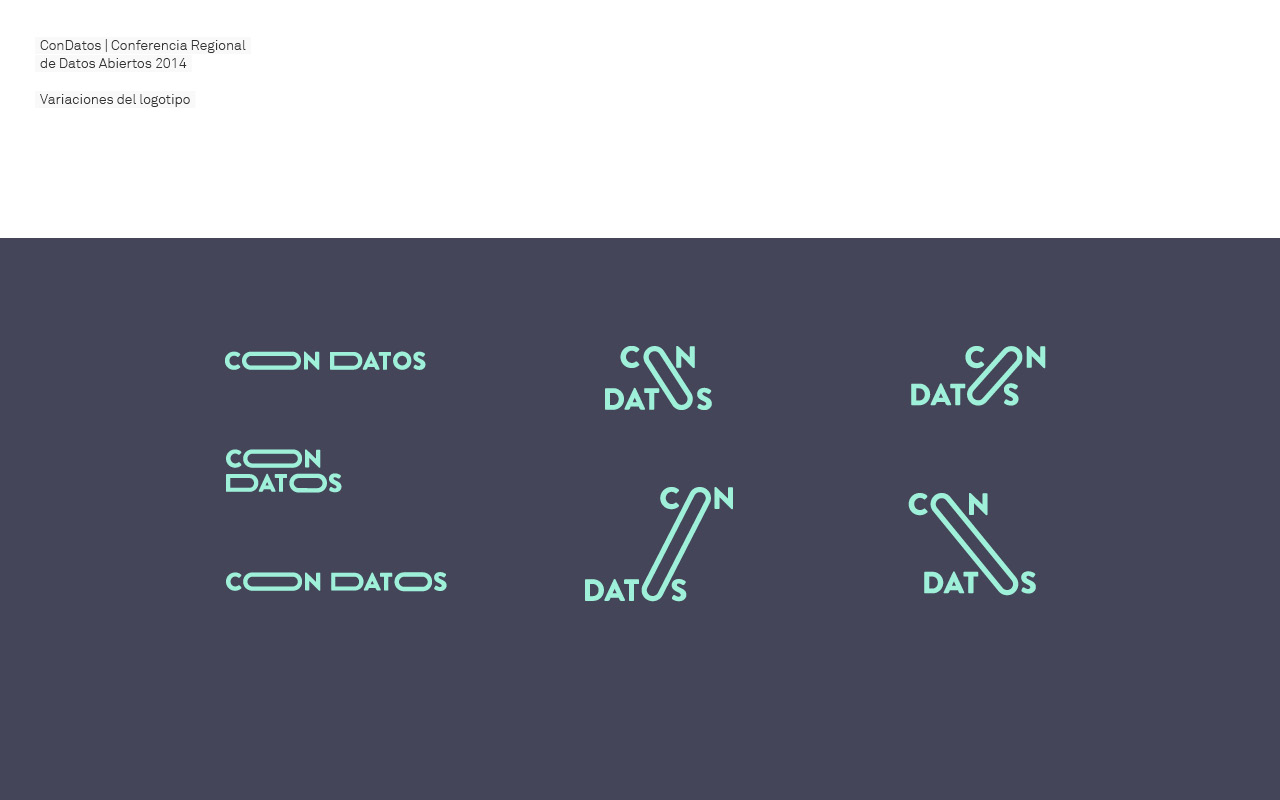 ConDatos | Conferencia Regional
de Datos Abiertos 2014
Variaciones del logotipo
CON DATOS
CON
DATOS
CON DATOS
CON
DATOS
CON
DATOS
CON
DATOS
CON
DATOS